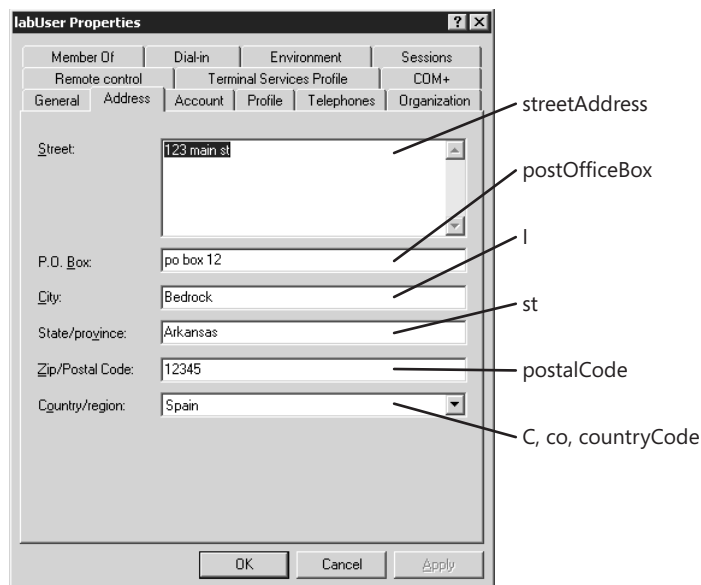 labUser Properties
Member Of Dial-in Environment Sessions
Remote control Terminal Services Profile COM+
General Address Account Profile Telephones Organization
Street: 123 main st streetAddress
postOfficeBox
P.O. Box: po box 12
l
City: Bedrock
State/province: Arkansas st
Zip/Postal Code: 12345 postalCode
Country/region: Spain
C, co, countryCode
OK Cancel Apply